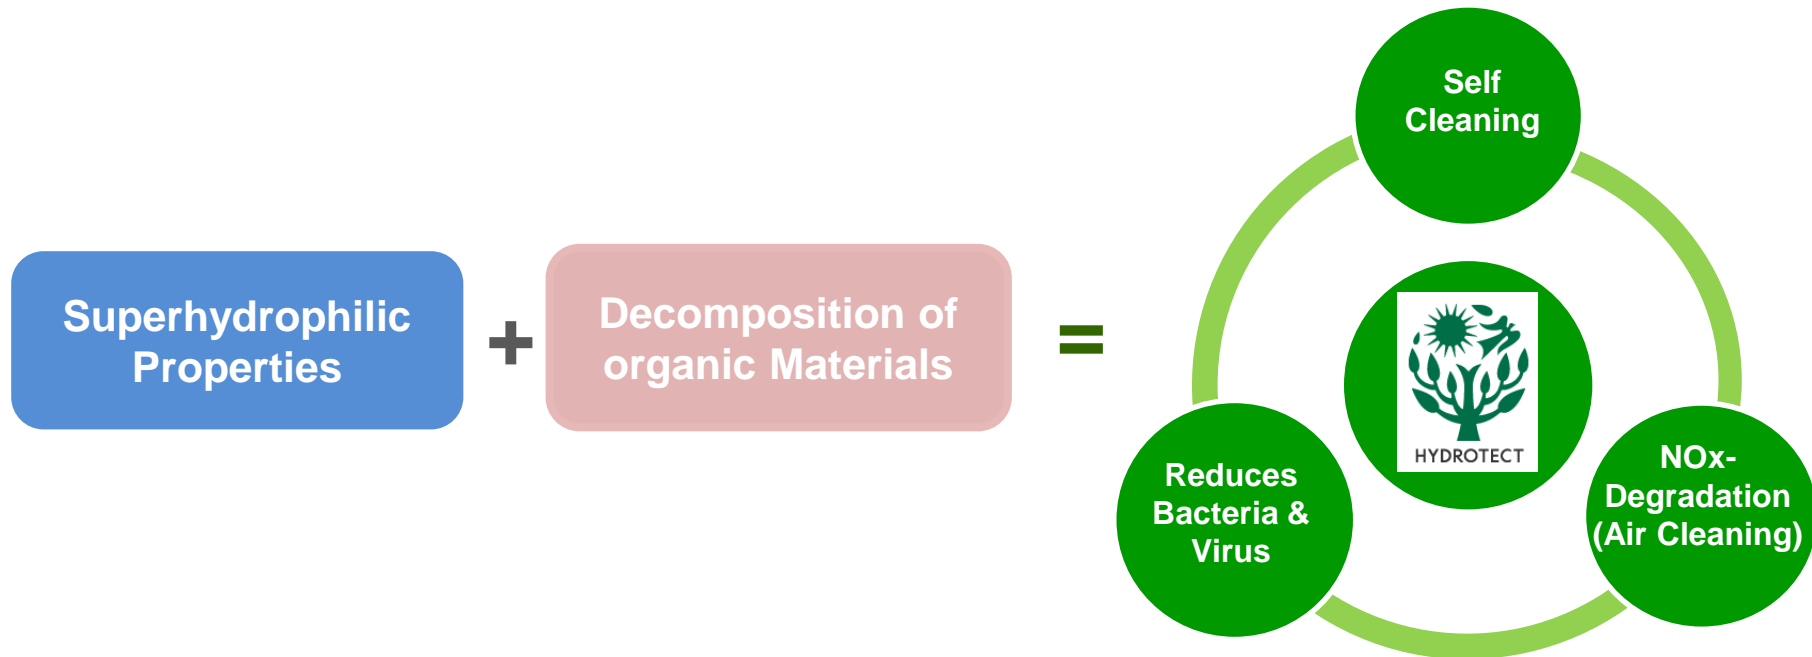 Superhydrophilic
Properties
+
Decomposition of
organic Materials
=
Self
Cleaning
HYDROTECT
Reduces
Bacteria &
Virus
NOx-
Degradation
(Air Cleaning)